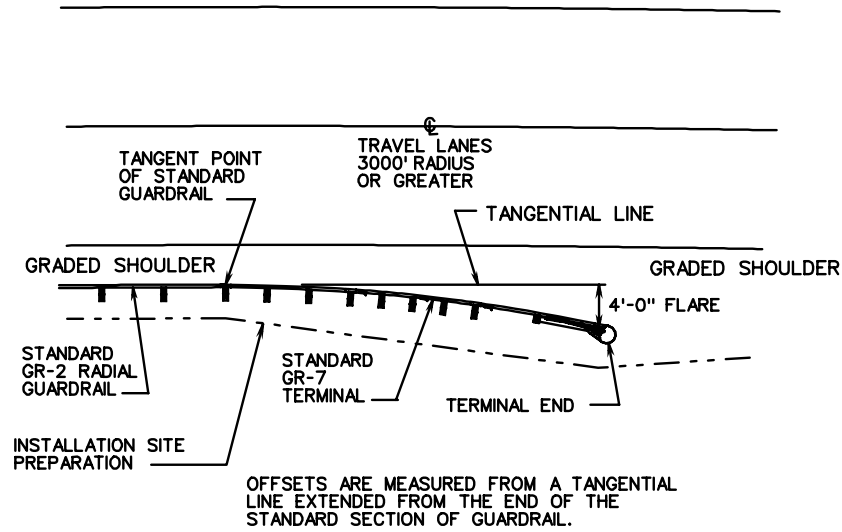 ℄
TRAVEL LANES
3000' RADIUS
OR GREATER
TANGENT POINT
OF STANDARD
GUARDRAIL
TANGENTIAL LINE
GRADED SHOULDER
GRADED SHOULDER
4'-0" FLARE
STANDARD
GR-2 RADIAL
GUARDRAIL
STANDARD
GR-7
TERMINAL
TERMINAL END
INSTALLATION SITE
PREPARATION
OFFSETS ARE MEASURED FROM A TANGENTIAL
LINE EXTENDED FROM THE END OF THE
STANDARD SECTION OF GUARDRAIL.